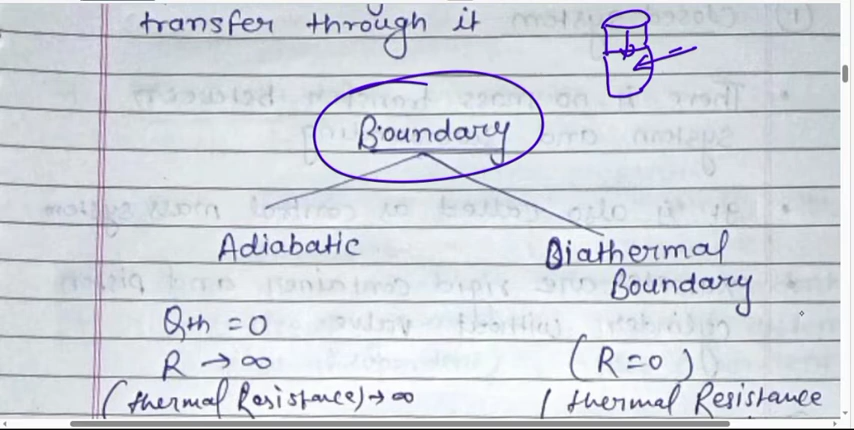 transfer through it
Boundary
Adiabatic
Diathermal
Boundary
Qth = 0
R → ∞
(R=0)
(thermal Resistance) → ∞
( thermal Resistance